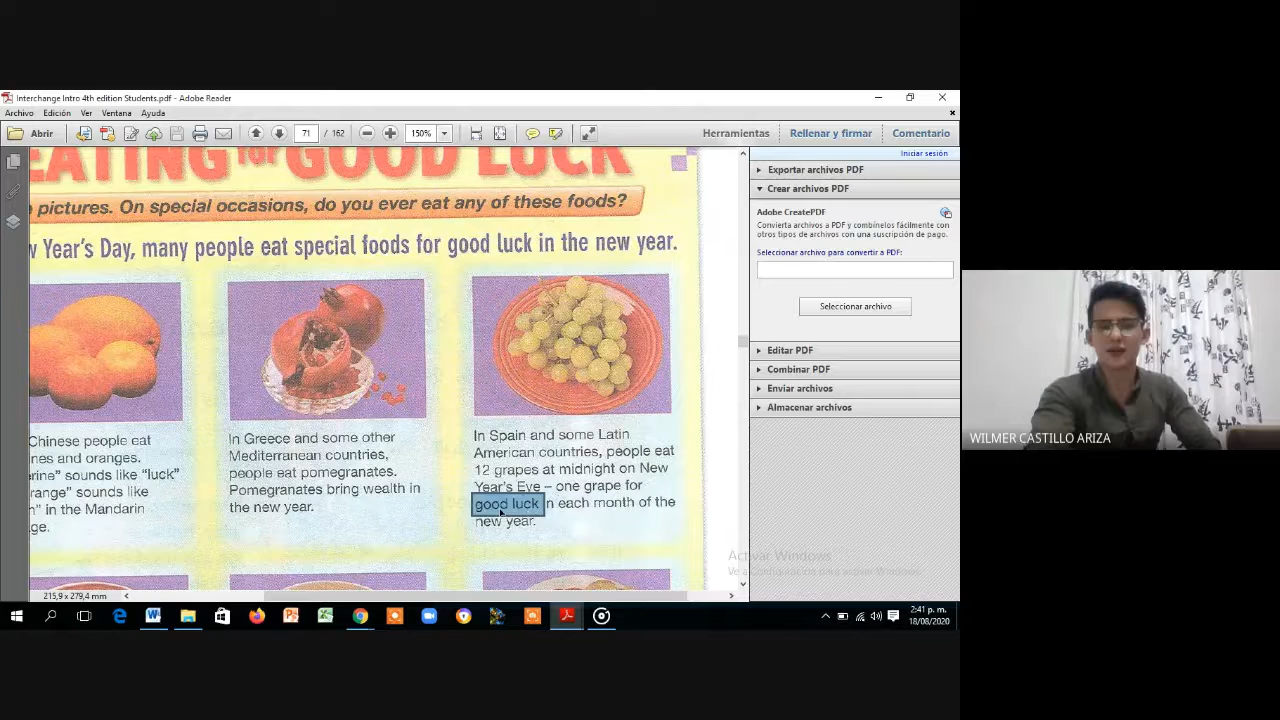 Interchange Intro 4th edition Students.pdf - Adobe Reader
Archivo Edición Ver Ventana Ayuda
Abrir 71 / 162 150% Herramientas Rellenar y firmar Comentario
Iniciar sesión
EATING for GOOD LUCK
pictures. On special occasions, do you ever eat any of these foods?
Year's Day, many people eat special foods for good luck in the new year.
Chinese people eat
nes and oranges.
erine" sounds like "luck"
range" sounds like
n" in the Mandarin
ge.
In Greece and some other
Mediterranean countries,
people eat pomegranates.
Pomegranates bring wealth in
the new year.
In Spain and some Latin
American countries, people eat
12 grapes at midnight on New
Year's Eve – one grape for
good luck in each month of the
new year.
215,9 x 279,4 mm
Exportar archivos PDF
Crear archivos PDF
Adobe CreatePDF
Convierta archivos a PDF y combínelos fácilmente con
otros tipos de archivos con una suscripción de pago.
Seleccionar archivo para convertir a PDF:
Seleccionar archivo
Editar PDF
Combinar PDF
Enviar archivos
Almacenar archivos
Activar Windows
Ve a Configuración para activar Windows.
2:41 p. m.
18/08/2020
WILMER CASTILLO ARIZA